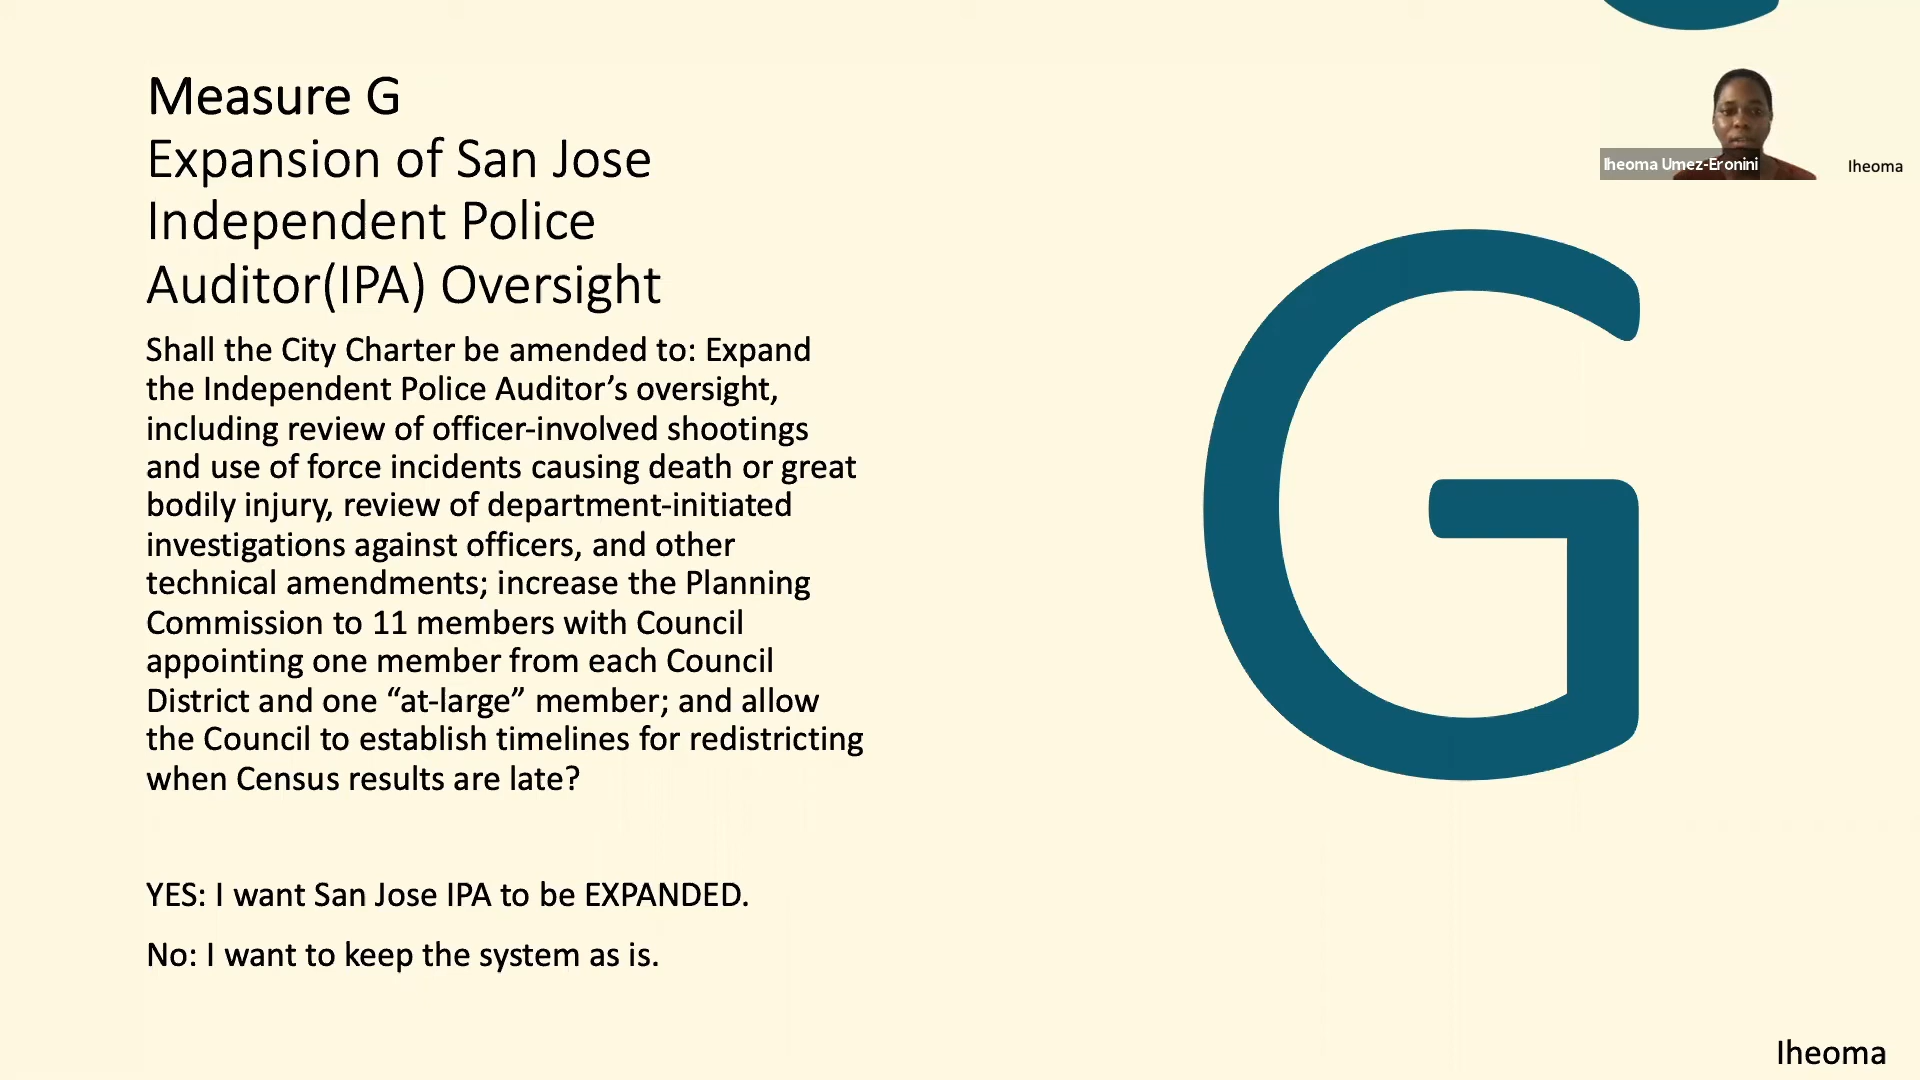 Measure G
Expansion of San Jose
Independent Police
Auditor(IPA) Oversight
Shall the City Charter be amended to: Expand
the Independent Police Auditor’s oversight,
including review of officer-involved shootings
and use of force incidents causing death or great
bodily injury, review of department-initiated
investigations against officers, and other
technical amendments; increase the Planning
Commission to 11 members with Council
appointing one member from each Council
District and one “at-large” member; and allow
the Council to establish timelines for redistricting
when Census results are late?
YES: I want San Jose IPA to be EXPANDED.
No: I want to keep the system as is.
Iheoma Umez-Eronini
Iheoma
G
Iheoma